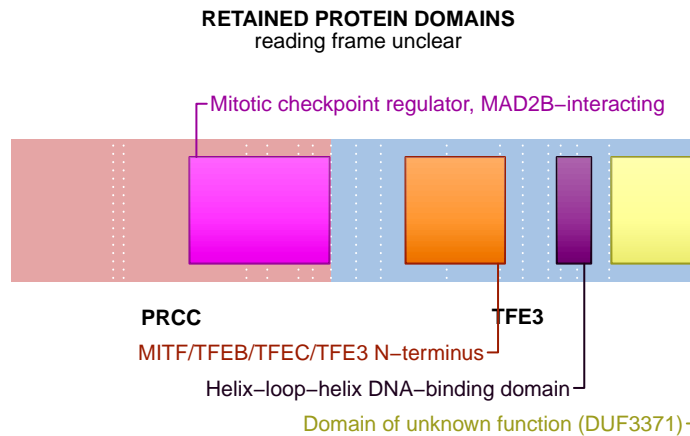 RETAINED PROTEIN DOMAINS
reading frame unclear
Mitotic checkpoint regulator, MAD2B−interacting
PRCC
TFE3
MITF/TFEB/TFEC/TFE3 N−terminus
Helix−loop−helix DNA−binding domain
Domain of unknown function (DUF3371)